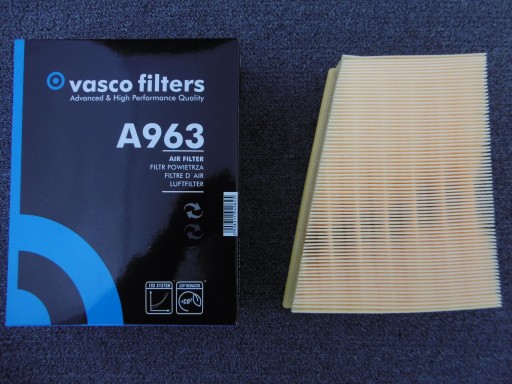 vasco filters
Advanced & High Performance Quality
A963
AIR FILTER
FILTR POWIETRZA
FILTRE D' AIR
LUFTFILTER